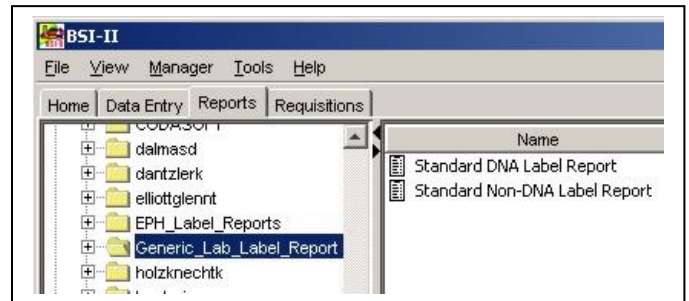 BSI-II
File View Manager Tools Help
Home Data Entry Reports Requisitions
CODASOFT
dalmasd
dantzlerk
elliottglennt
EPH_Label_Reports
Generic_Lab_Label_Report
holzknechtk
Name
Standard DNA Label Report
Standard Non-DNA Label Report